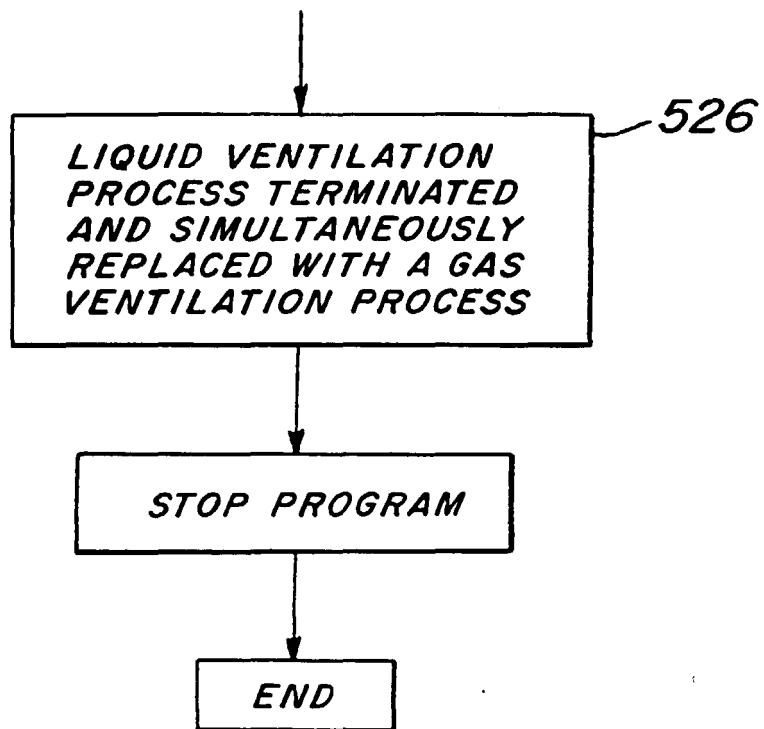 526
LIQUID VENTILATION
PROCESS TERMINATED
AND SIMULTANEOUSLY
REPLACED WITH A GAS
VENTILATION PROCESS
STOP PROGRAM
END